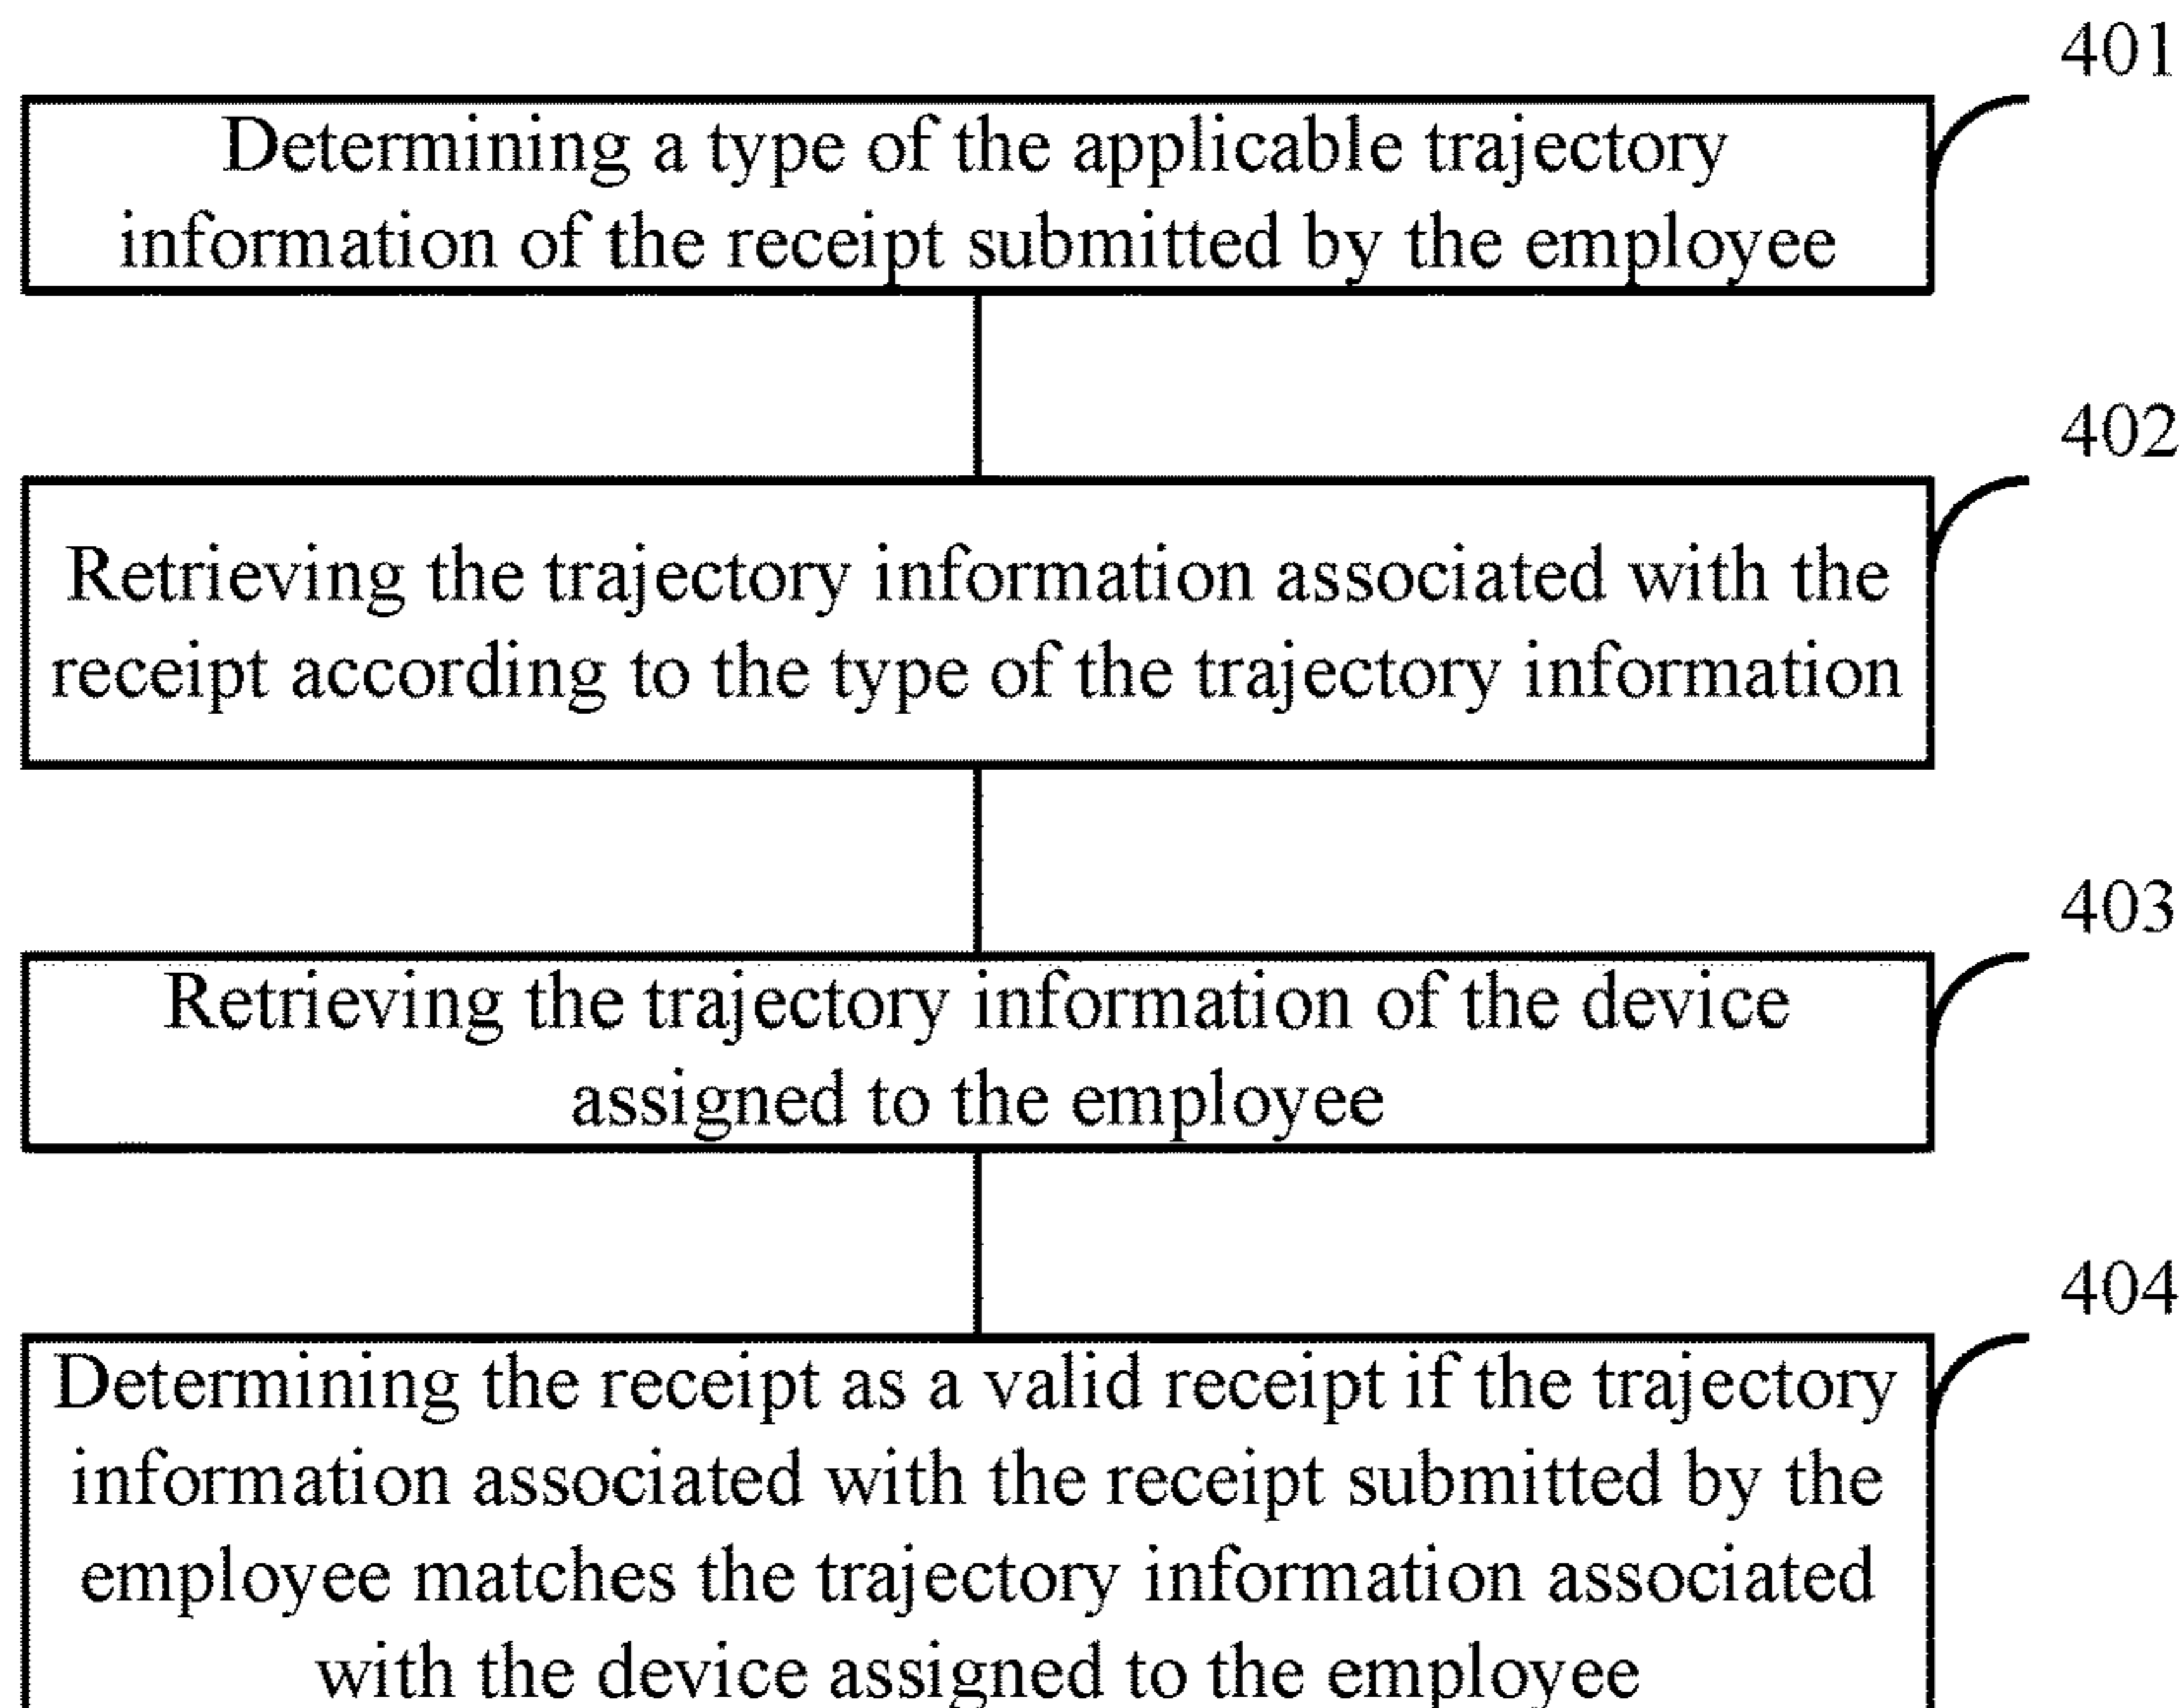 401
Determining a type of the applicable trajectory
information of the receipt submitted by the employee
402
Retrieving the trajectory information associated with the
receipt according to the type of the trajectory information
403
Retrieving the trajectory information of the device
assigned to the employee
404
Determining the receipt as a valid receipt if the trajectory
information associated with the receipt submitted by the
employee matches the trajectory information associated
with the device assigned to the employee